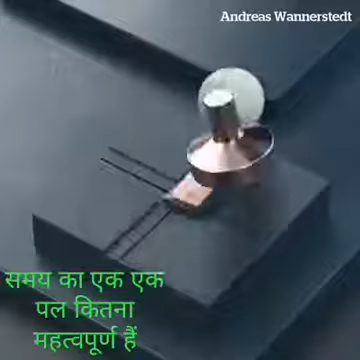 Andreas Wannerstedt
समय का एक एक
पल कितना
महत्वपूर्ण हैं